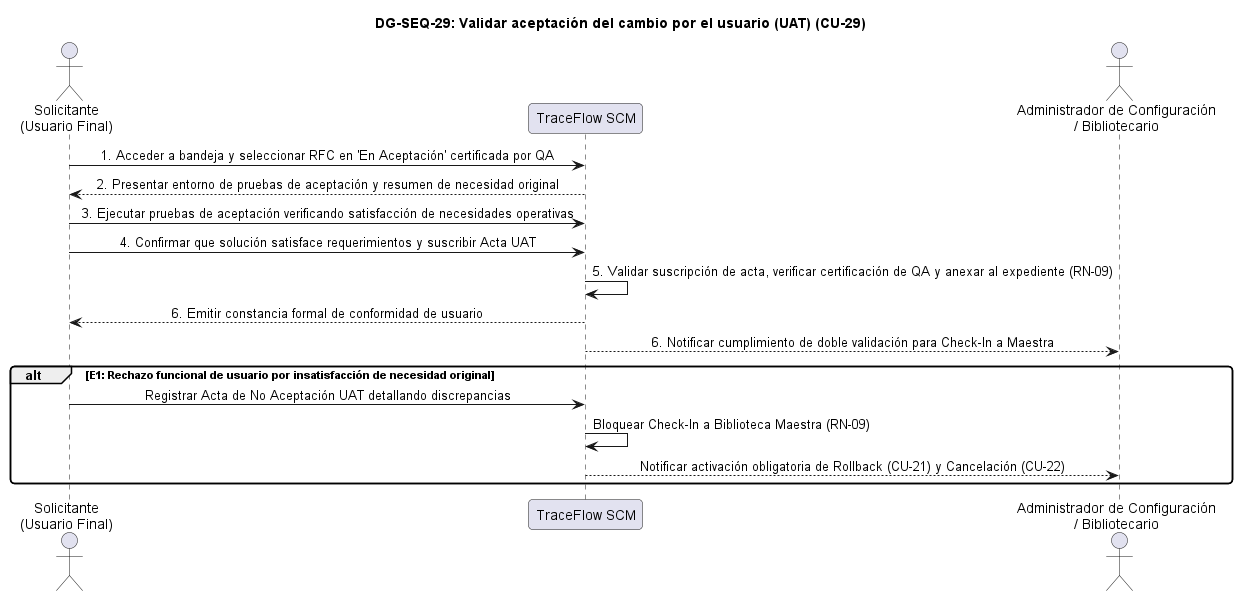 DG-SEQ-29: Validar aceptación del cambio por el usuario (UAT) (CU-29)
Solicitante
(Usuario Final)
TraceFlow SCM
Administrador de Configuración
/ Bibliotecario
1. Acceder a bandeja y seleccionar RFC en 'En Aceptación' certificada por QA
2. Presentar entorno de pruebas de aceptación y resumen de necesidad original
3. Ejecutar pruebas de aceptación verificando satisfacción de necesidades operativas
4. Confirmar que solución satisface requerimientos y suscribir Acta UAT
5. Validar suscripción de acta, verificar certificación de QA y anexar al expediente (RN-09)
6. Emitir constancia formal de conformidad de usuario
6. Notificar cumplimiento de doble validación para Check-In a Maestra
alt [E1: Rechazo funcional de usuario por insatisfacción de necesidad original]
Registrar Acta de No Aceptación UAT detallando discrepancias
Bloquear Check-In a Biblioteca Maestra (RN-09)
Notificar activación obligatoria de Rollback (CU-21) y Cancelación (CU-22)
Solicitante
(Usuario Final)
TraceFlow SCM
Administrador de Configuración
/ Bibliotecario